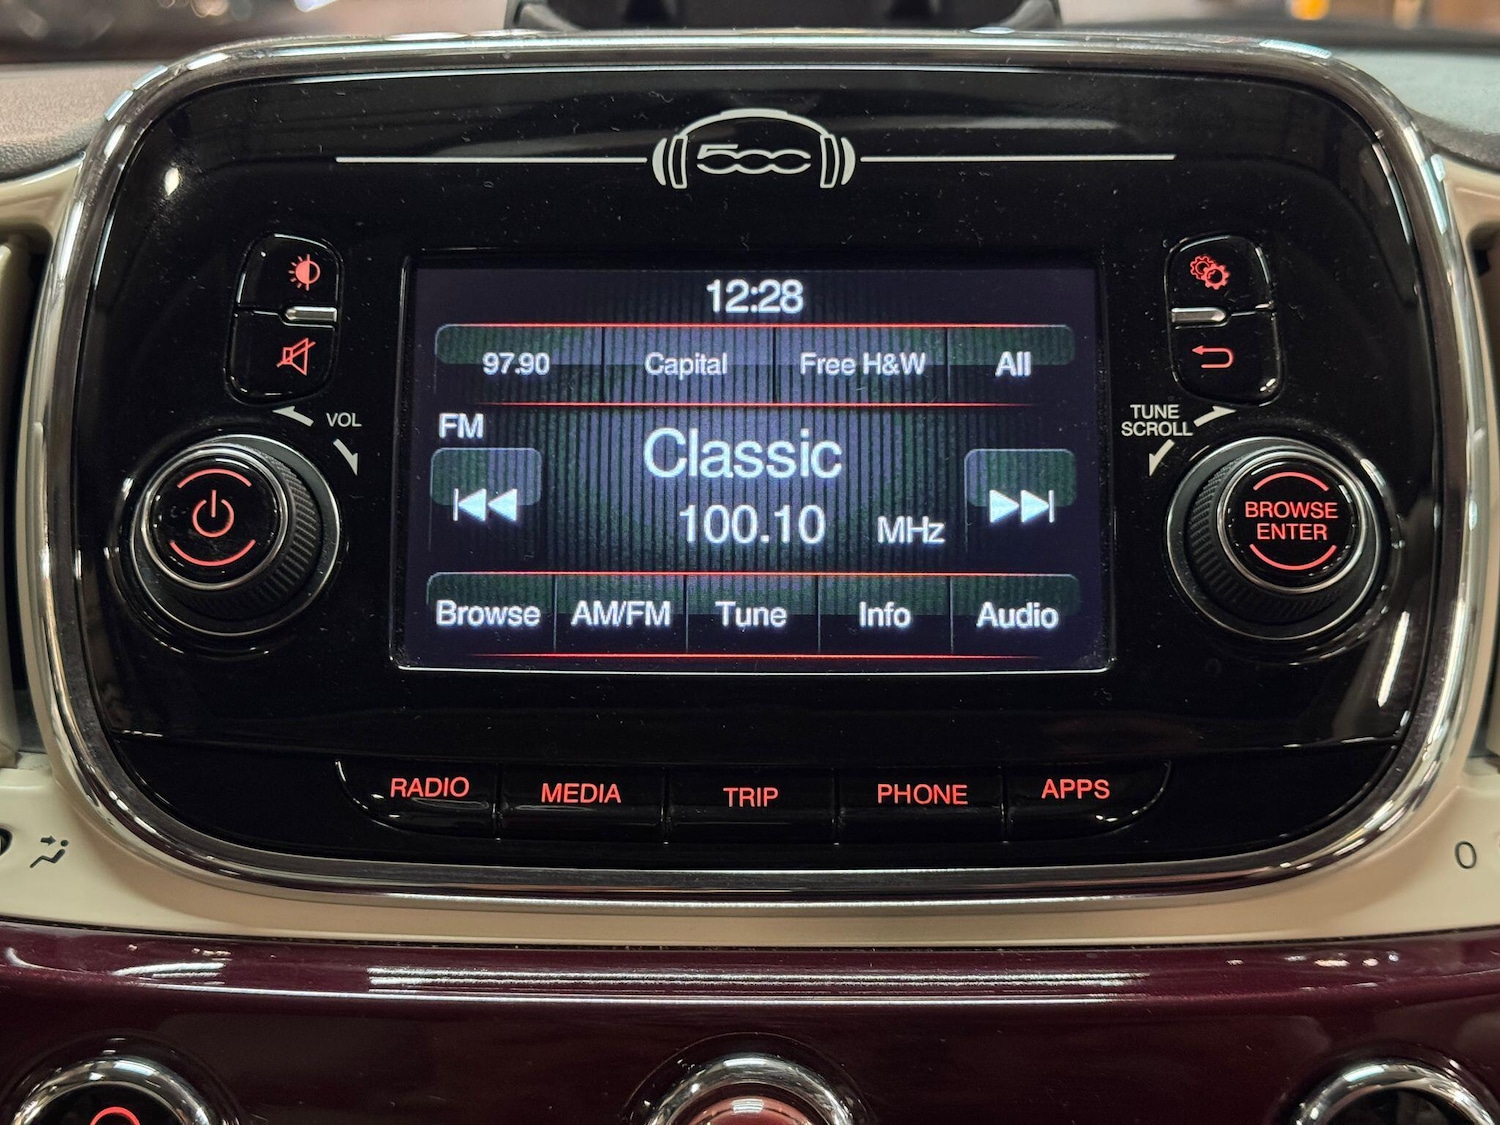 500
12:28
97.90 Capital Free H&W All
VOL
TUNE
SCROLL
FM
Classic
100.10 MHz
BROWSE
ENTER
Browse AM/FM Tune Info Audio
RADIO MEDIA TRIP PHONE APPS
0